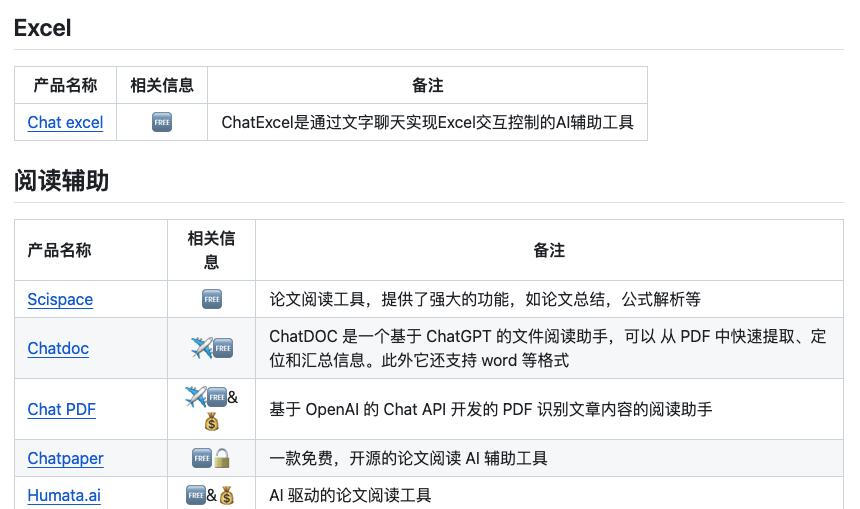 Excel
产品名称 相关信息 备注
Chat excel 🆓 ChatExcel是通过文字聊天实现Excel交互控制的AI辅助工具
阅读辅助
产品名称 相关信息 备注
Scispace 🆓 论文阅读工具，提供了强大的功能，如论文总结，公式解析等
Chatdoc ✈️🆓 ChatDOC 是一个基于 ChatGPT 的文件阅读助手，可以 从 PDF 中快速提取、定
位和汇总信息。此外它还支持 word 等格式
Chat PDF ✈️🆓&💰 基于 OpenAI 的 Chat API 开发的 PDF 识别文章内容的阅读助手
Chatpaper 🆓🔓 一款免费，开源的论文阅读 AI 辅助工具
Humata.ai 🆓&💰 AI 驱动的论文阅读工具